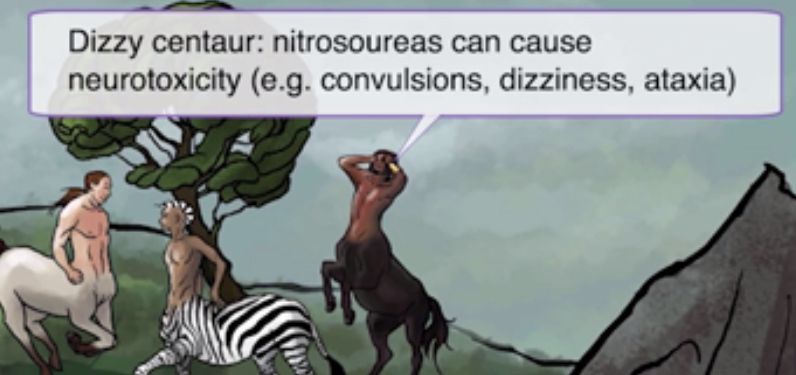 Dizzy centaur: nitrosoureas can cause
neurotoxicity (e.g. convulsions, dizziness, ataxia)